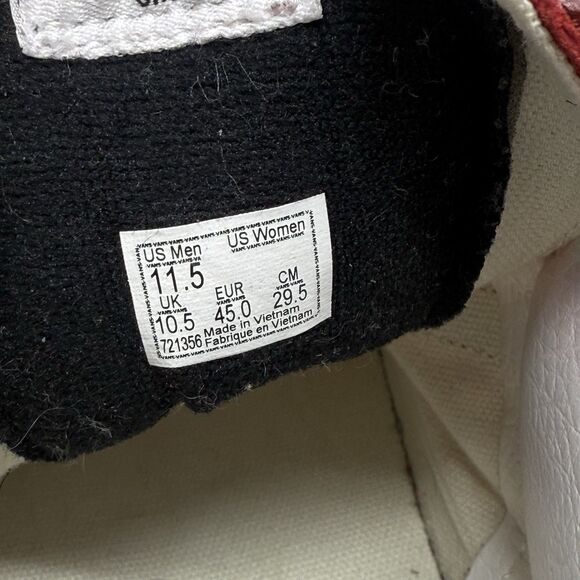 US Men US Women
11.5
UK EUR CM
10.5 45.0 29.5
721356 Made in Vietnam
Fabrique en Vietnam